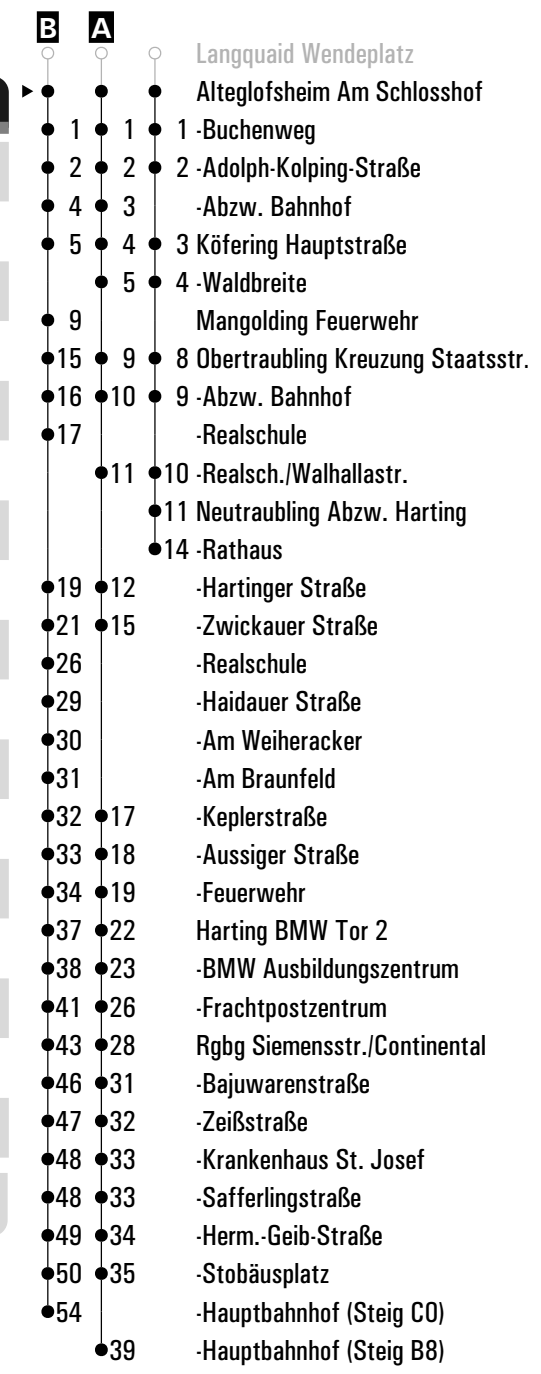 B A
Langquaid Wendeplatz
Alteglofsheim Am Schlosshof
1 1 1 -Buchenweg
2 2 2 -Adolph-Kolping-Straße
4 3 -Abzw. Bahnhof
5 4 3 Köfering Hauptstraße
5 4 -Waldbreite
9 Mangolding Feuerwehr
15 9 8 Obertraubling Kreuzung Staatsstr.
16 10 9 -Abzw. Bahnhof
17 -Realschule
11 10 -Realsch./Walhallastr.
11 Neutraubling Abzw. Harting
14 -Rathaus
19 12 -Hartinger Straße
21 15 -Zwickauer Straße
26 -Realschule
29 -Haidauer Straße
30 -Am Weiheracker
31 -Am Braunfeld
32 17 -Keplerstraße
33 18 -Aussiger Straße
34 19 -Feuerwehr
37 22 Harting BMW Tor 2
38 23 -BMW Ausbildungszentrum
41 26 -Frachtpostzentrum
43 28 Rgbg Siemensstr./Continental
46 31 -Bajuwarenstraße
47 32 -Zeißstraße
48 33 -Krankenhaus St. Josef
48 33 -Safferlingstraße
49 34 -Herm.-Geib-Straße
50 35 -Stobäusplatz
54 -Hauptbahnhof (Steig C0)
39 -Hauptbahnhof (Steig B8)